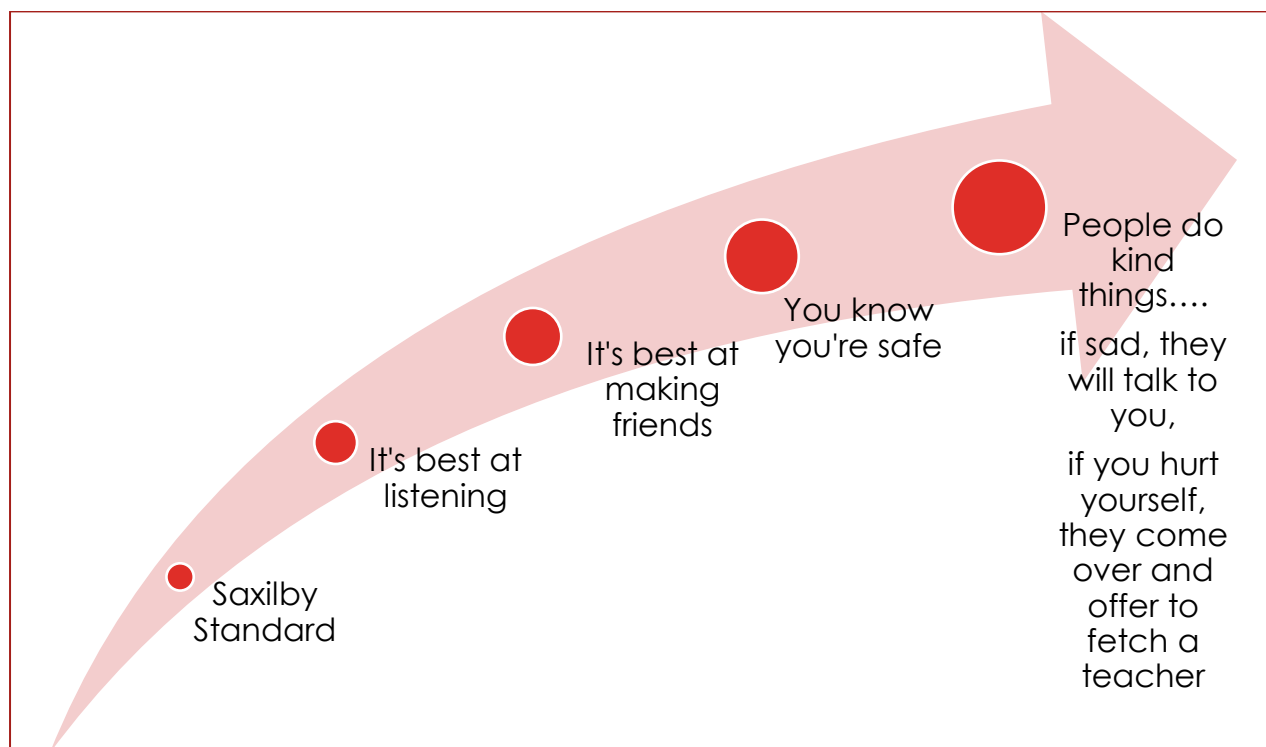 Saxilby
Standard
It's best at
listening
It's best at
making
friends
You know
you're safe
People do
kind
things....
if sad, they
will talk to
you,
if you hurt
yourself,
they come
over and
offer to
fetch a
teacher